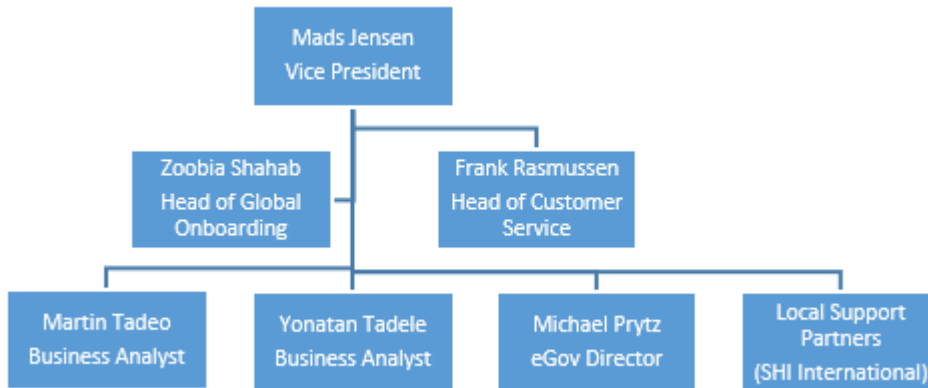 Mads Jensen
Vice President
Zoobia Shahab
Head of Global
Onboarding
Frank Rasmussen
Head of Customer
Service
Martin Tadeo
Business Analyst
Yonatan Tadele
Business Analyst
Michael Prytz
eGov Director
Local Support
Partners
(SHI International)